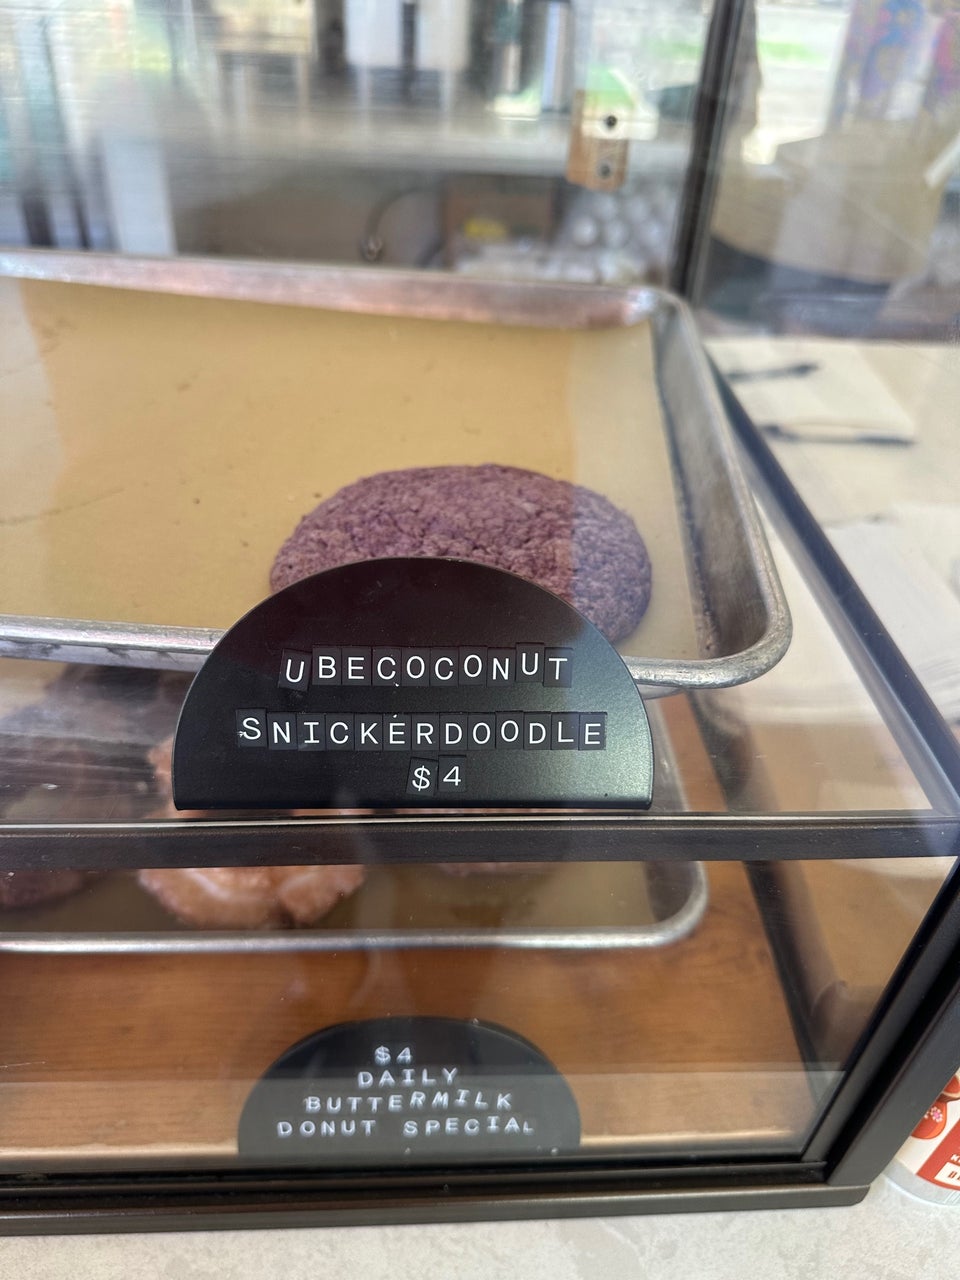 UBECOCONUT
SNICKERDOODLE
$4
$4
DAILY
BUTTERMILK
DONUT SPECIAL